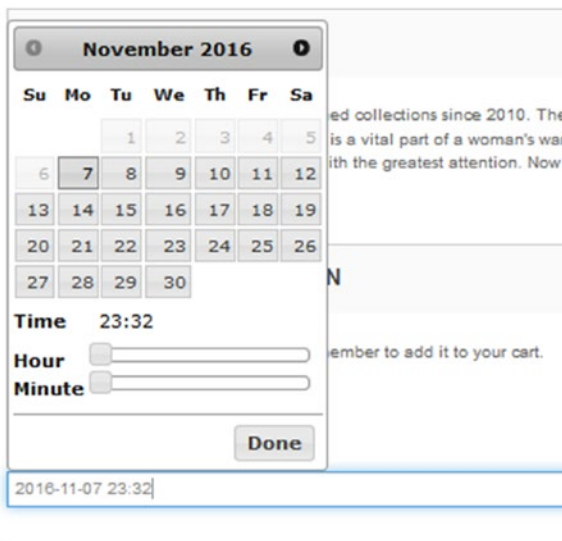 November 2016
Su Mo Tu We Th Fr Sa
1 2 3 4 5
6 7 8 9 10 11 12
13 14 15 16 17 18 19
20 21 22 23 24 25 26
27 28 29 30
Time 23:32
Hour
Minute
Done
2016-11-07 23:32
ed collections since 2010. The
is a vital part of a woman's wa
ith the greatest attention. Now
N
ember to add it to your cart.